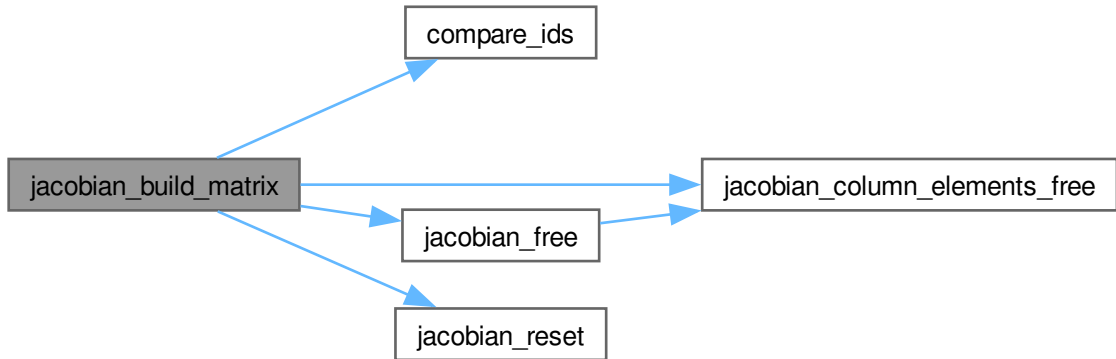 compare_ids
jacobian_build_matrix
jacobian_column_elements_free
jacobian_free
jacobian_reset